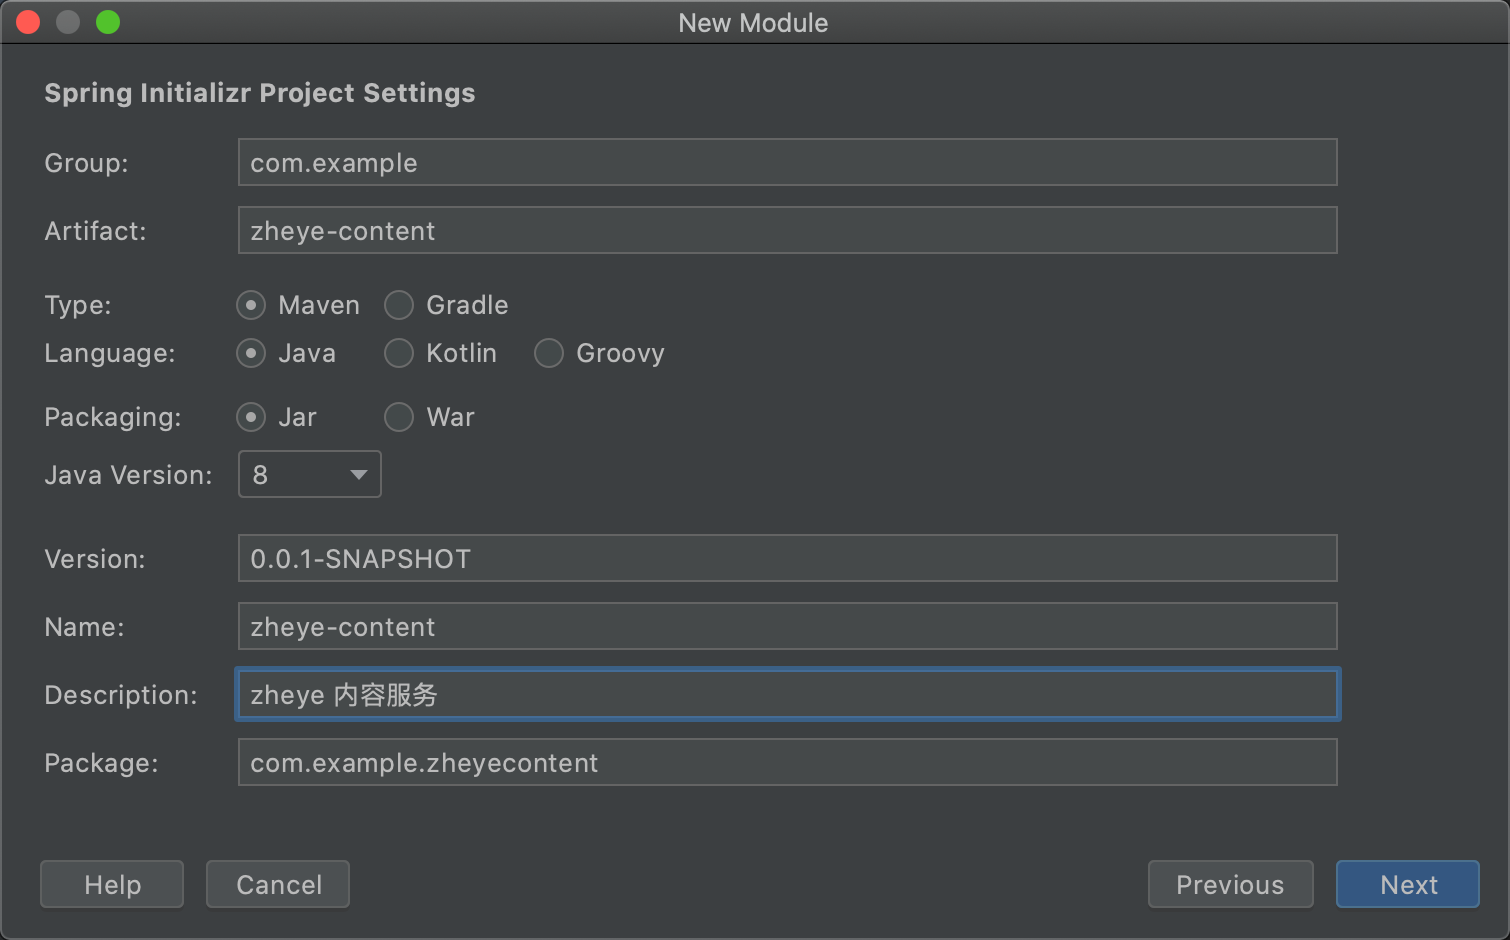 New Module
Spring Initializr Project Settings
Group: com.example
Artifact: zheye-content
Type: Maven Gradle
Language: Java Kotlin Groovy
Packaging: Jar War
Java Version: 8
Version: 0.0.1-SNAPSHOT
Name: zheye-content
Description: zheye 内容服务
Package: com.example.zheyecontent
Help Cancel Previous Next